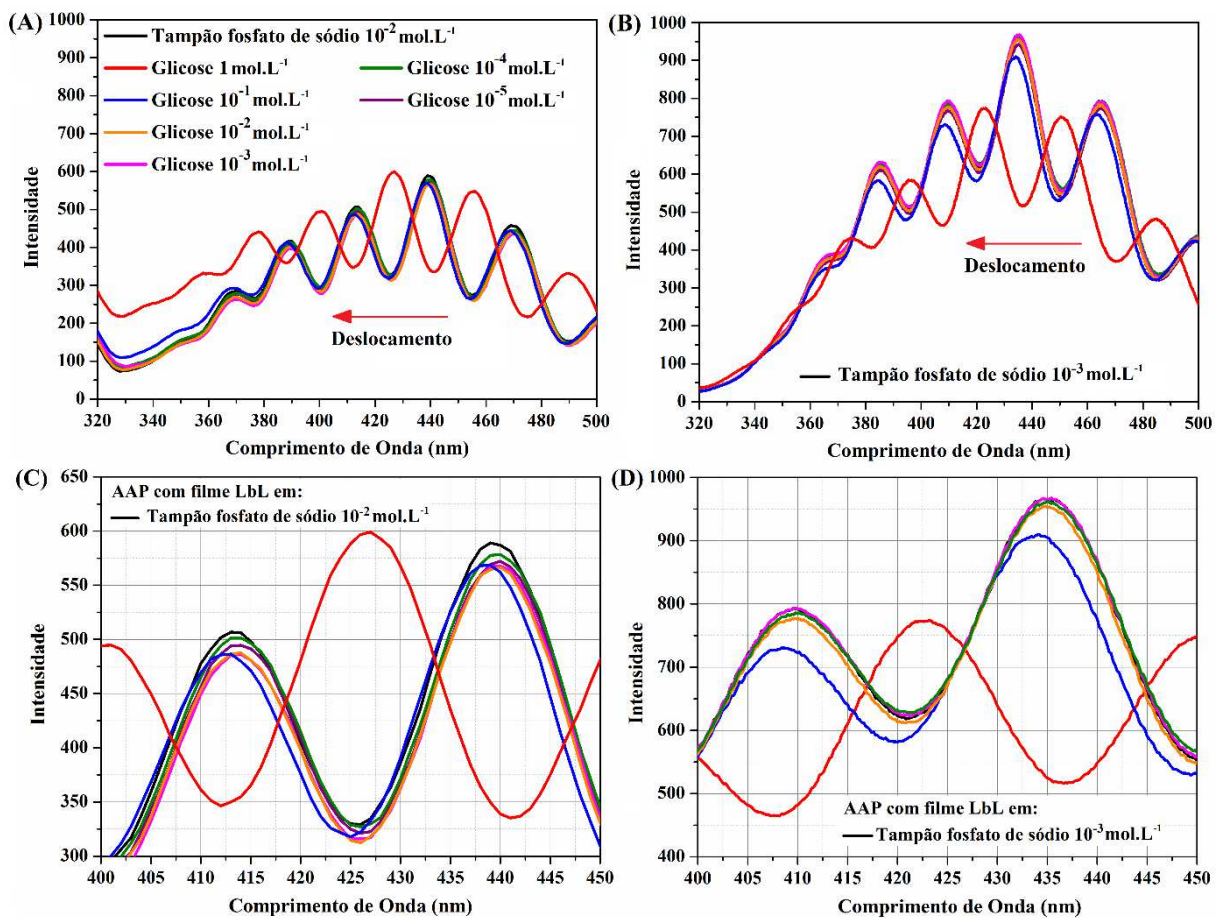 (A)
Tampão fosfato de sódio 10⁻² mol.L⁻¹
Glicose 1 mol.L⁻¹
Glicose 10⁻⁴ mol.L⁻¹
Glicose 10⁻¹ mol.L⁻¹
Glicose 10⁻⁵ mol.L⁻¹
Glicose 10⁻² mol.L⁻¹
Glicose 10⁻³ mol.L⁻¹
Deslocamento
Intensidade
1000
900
800
700
600
500
400
300
200
100
0
320 340 360 380 400 420 440 460 480 500
Comprimento de Onda (nm)
(B)
Deslocamento
Tampão fosfato de sódio 10⁻³ mol.L⁻¹
Intensidade
1000
900
800
700
600
500
400
300
200
100
0
320 340 360 380 400 420 440 460 480 500
Comprimento de Onda (nm)
(C)
AAP com filme LbL em:
Tampão fosfato de sódio 10⁻² mol.L⁻¹
Intensidade
650
600
550
500
450
400
350
300
400 405 410 415 420 425 430 435 440 445 450
Comprimento de Onda (nm)
(D)
AAP com filme LbL em:
Tampão fosfato de sódio 10⁻³ mol.L⁻¹
Intensidade
1000
900
800
700
600
500
400
400 405 410 415 420 425 430 435 440 445 450
Comprimento de Onda (nm)